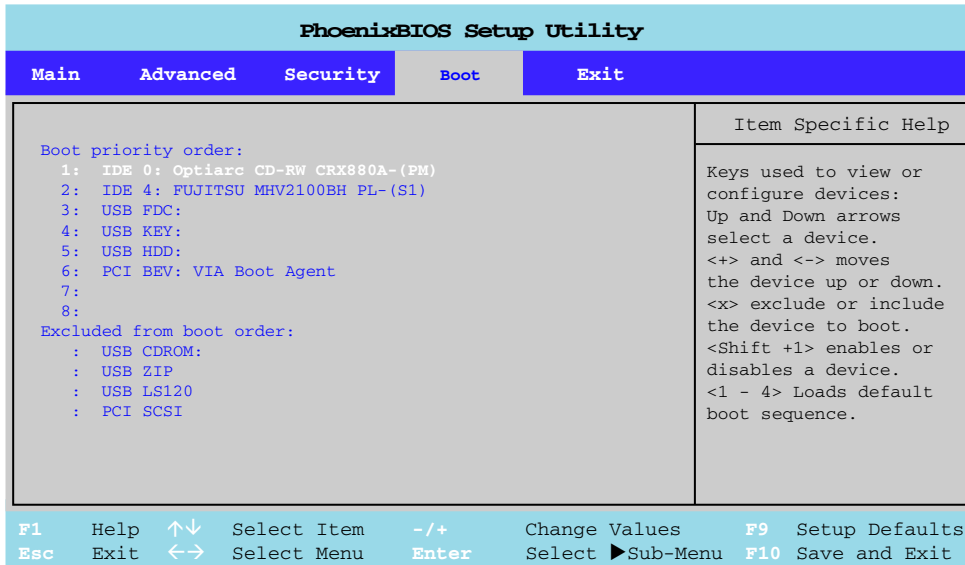 PhoenixBIOS Setup Utility
Main Advanced Security Boot Exit
Boot priority order:
1: IDE 0: Optiarc CD-RW CRX880A-(PM)
2: IDE 4: FUJITSU MHV2100BH PL-(S1)
3: USB FDC:
4: USB KEY:
5: USB HDD:
6: PCI BEV: VIA Boot Agent
7:
8:
Excluded from boot order:
: USB CDROM:
: USB ZIP
: USB LS120
: PCI SCSI
Item Specific Help
Keys used to view or
configure devices:
Up and Down arrows
select a device.
<+> and <-> moves
the device up or down.
<x> exclude or include
the device to boot.
<Shift +1> enables or
disables a device.
<1 - 4> Loads default
boot sequence.
F1 Help ↑↓ Select Item -/+ Change Values F9 Setup Defaults
Esc Exit ←→ Select Menu Enter Select ▶Sub-Menu F10 Save and Exit